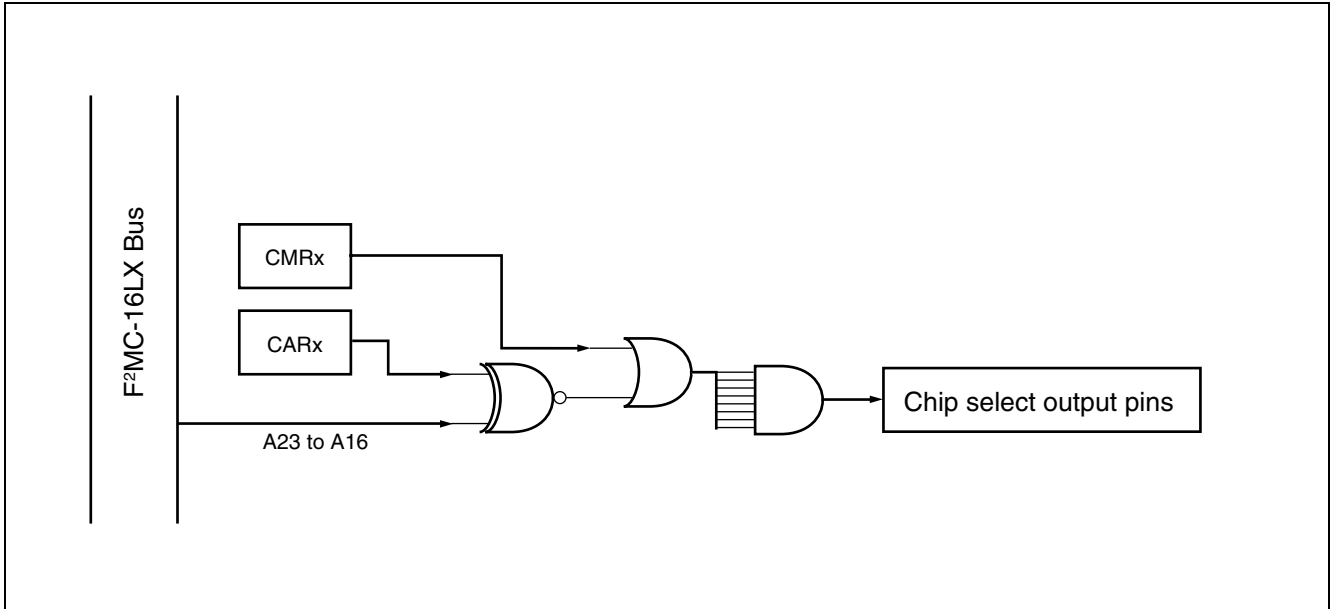 F²MC-16LX Bus
CMRx
CARx
A23 to A16
Chip select output pins